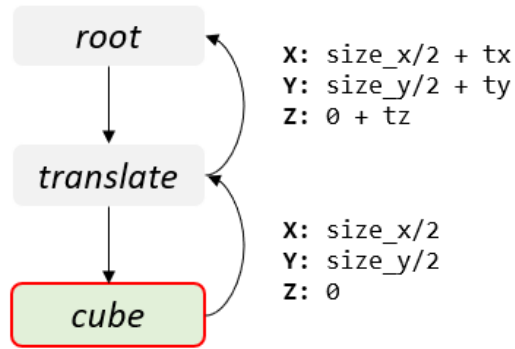 root
X: size_x/2 + tx
Y: size_y/2 + ty
Z: 0 + tz
translate
X: size_x/2
Y: size_y/2
Z: 0
cube